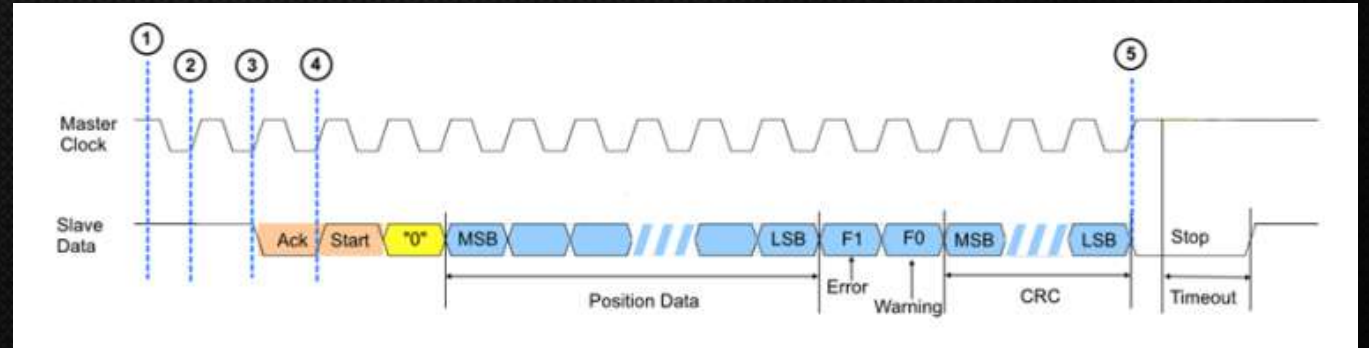 1
2
3
4
5
Master
Clock
Slave
Data
Ack Start "0" MSB LSB F1 F0 MSB LSB Stop
Error
Position Data Warning CRC Timeout